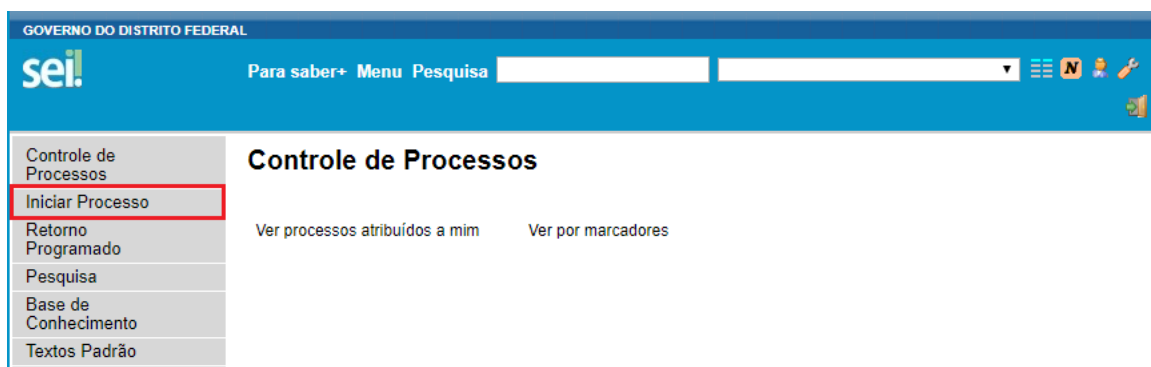 GOVERNO DO DISTRITO FEDERAL
sei!
Para saber+ Menu Pesquisa
N
Controle de
Processos
Iniciar Processo
Retorno
Programado
Pesquisa
Base de
Conhecimento
Textos Padrão
Controle de Processos
Ver processos atribuídos a mim Ver por marcadores